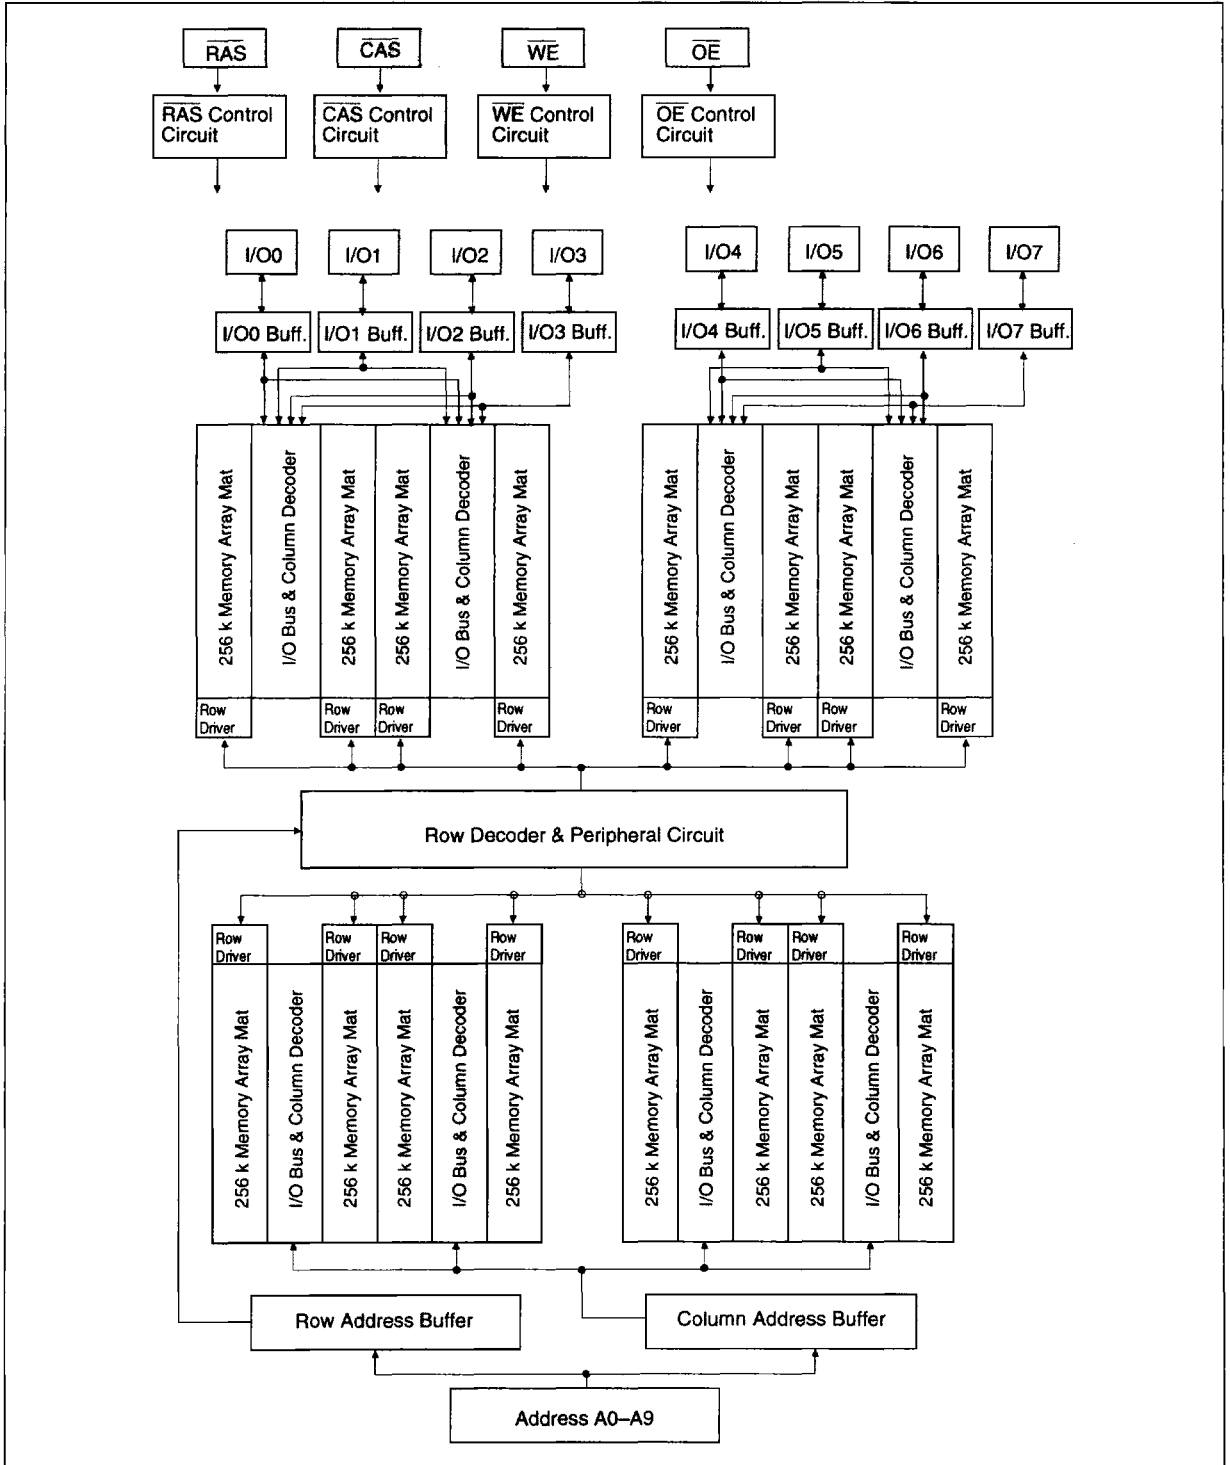 RAS
CAS
WE
OE
RAS Control
Circuit
CAS Control
Circuit
WE Control
Circuit
OE Control
Circuit
I/O0
I/O1
I/O2
I/O3
I/O4
I/O5
I/O6
I/O7
I/O0 Buff.
I/O1 Buff.
I/O2 Buff.
I/O3 Buff.
I/O4 Buff.
I/O5 Buff.
I/O6 Buff.
I/O7 Buff.
256 k Memory Array Mat
I/O Bus & Column Decoder
256 k Memory Array Mat
256 k Memory Array Mat
I/O Bus & Column Decoder
256 k Memory Array Mat
256 k Memory Array Mat
I/O Bus & Column Decoder
256 k Memory Array Mat
256 k Memory Array Mat
I/O Bus & Column Decoder
256 k Memory Array Mat
Row
Driver
Row
Driver
Row
Driver
Row
Driver
Row
Driver
Row
Driver
Row
Driver
Row
Driver
Row Decoder & Peripheral Circuit
Row
Driver
Row
Driver
Row
Driver
Row
Driver
Row
Driver
Row
Driver
Row
Driver
Row
Driver
256 k Memory Array Mat
I/O Bus & Column Decoder
256 k Memory Array Mat
256 k Memory Array Mat
I/O Bus & Column Decoder
256 k Memory Array Mat
256 k Memory Array Mat
I/O Bus & Column Decoder
256 k Memory Array Mat
256 k Memory Array Mat
I/O Bus & Column Decoder
256 k Memory Array Mat
Row Address Buffer
Column Address Buffer
Address A0–A9